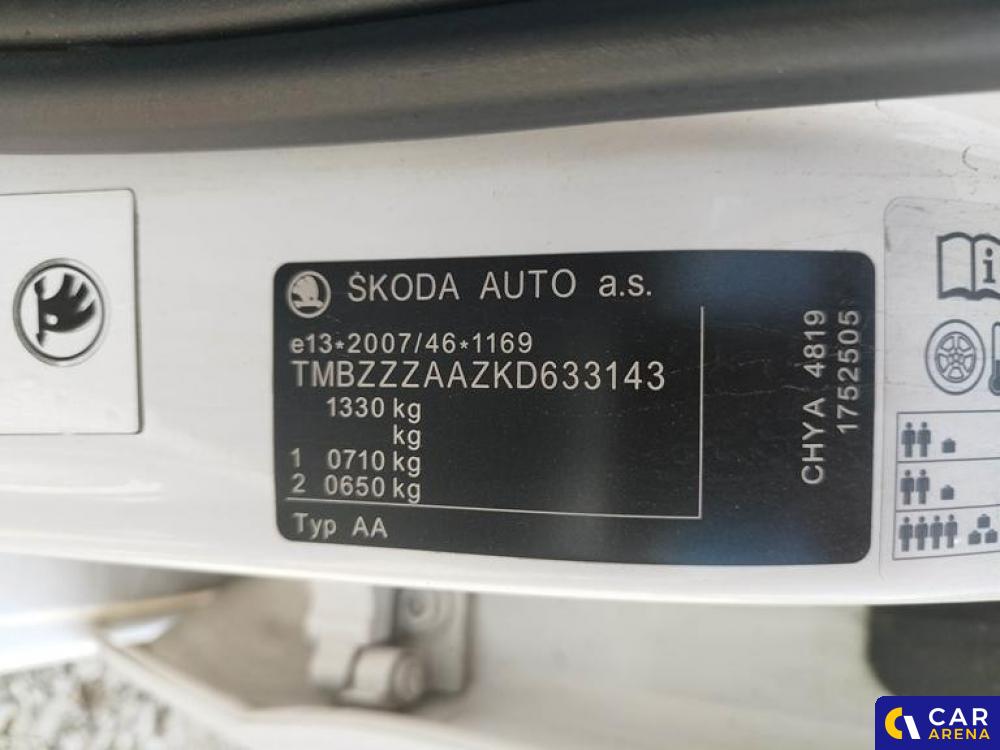 ŠKODA AUTO a.s.
e13*2007/46*1169
TMBZZZAAZKD633143
1330 kg
kg
1 0710 kg
2 0650 kg
Typ AA
CHYA 4819
1752505
i
CAR
ARENA